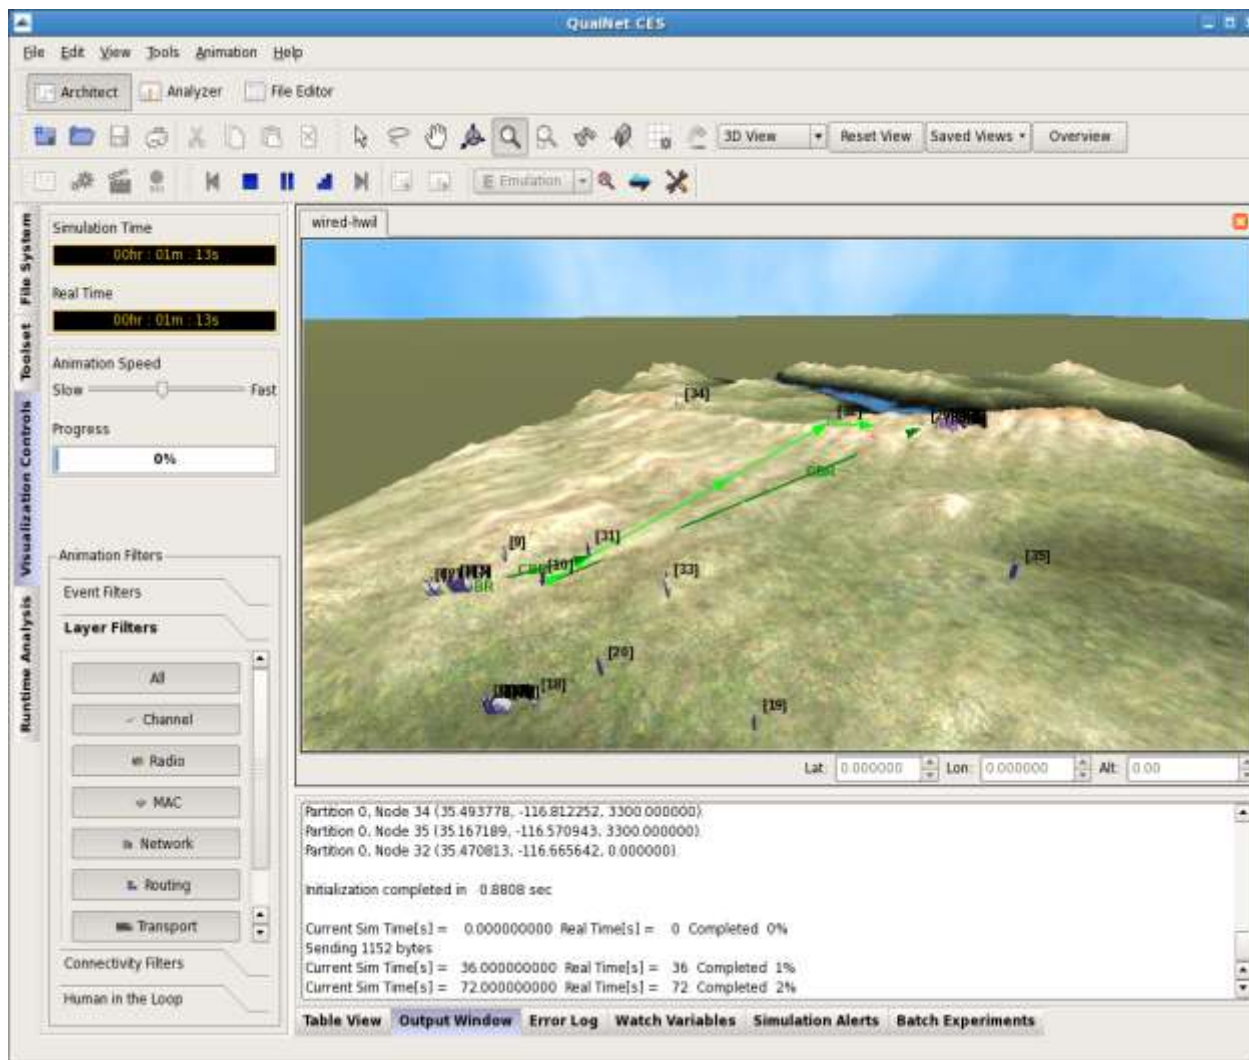 QualNet CES
File Edit View Tools Animation Help
Architect Analyzer File Editor
3D View Reset View Saved Views Overview
Emulation
File System
Toolset
Visualization Controls
Runtime Analysis
Simulation Time
00hr : 01m : 13s
Real Time
00hr : 01m : 13s
Animation Speed
Slow Fast
Progress
0%
Animation Filters
Event Filters
Layer Filters
All
Channel
Radio
MAC
Network
Routing
Transport
Connectivity Filters
Human in the Loop
wired-hwil
[34]
CBR
[9]
[31]
[10]
[33]
[35]
[20]
[18]
[19]
Lat: 0.000000 Lon: 0.000000 Alt: 0.00
Partition 0, Node 34 (35.493778, -116.812252, 3300.000000).
Partition 0, Node 35 (35.167189, -116.570943, 3300.000000).
Partition 0, Node 32 (35.470813, -116.665642, 0.000000).
Initialization completed in 0.8808 sec
Current Sim Time[s] = 0.000000000 Real Time[s] = 0 Completed 0%
Sending 1152 bytes
Current Sim Time[s] = 36.000000000 Real Time[s] = 36 Completed 1%
Current Sim Time[s] = 72.000000000 Real Time[s] = 72 Completed 2%
Table View Output Window Error Log Watch Variables Simulation Alerts Batch Experiments